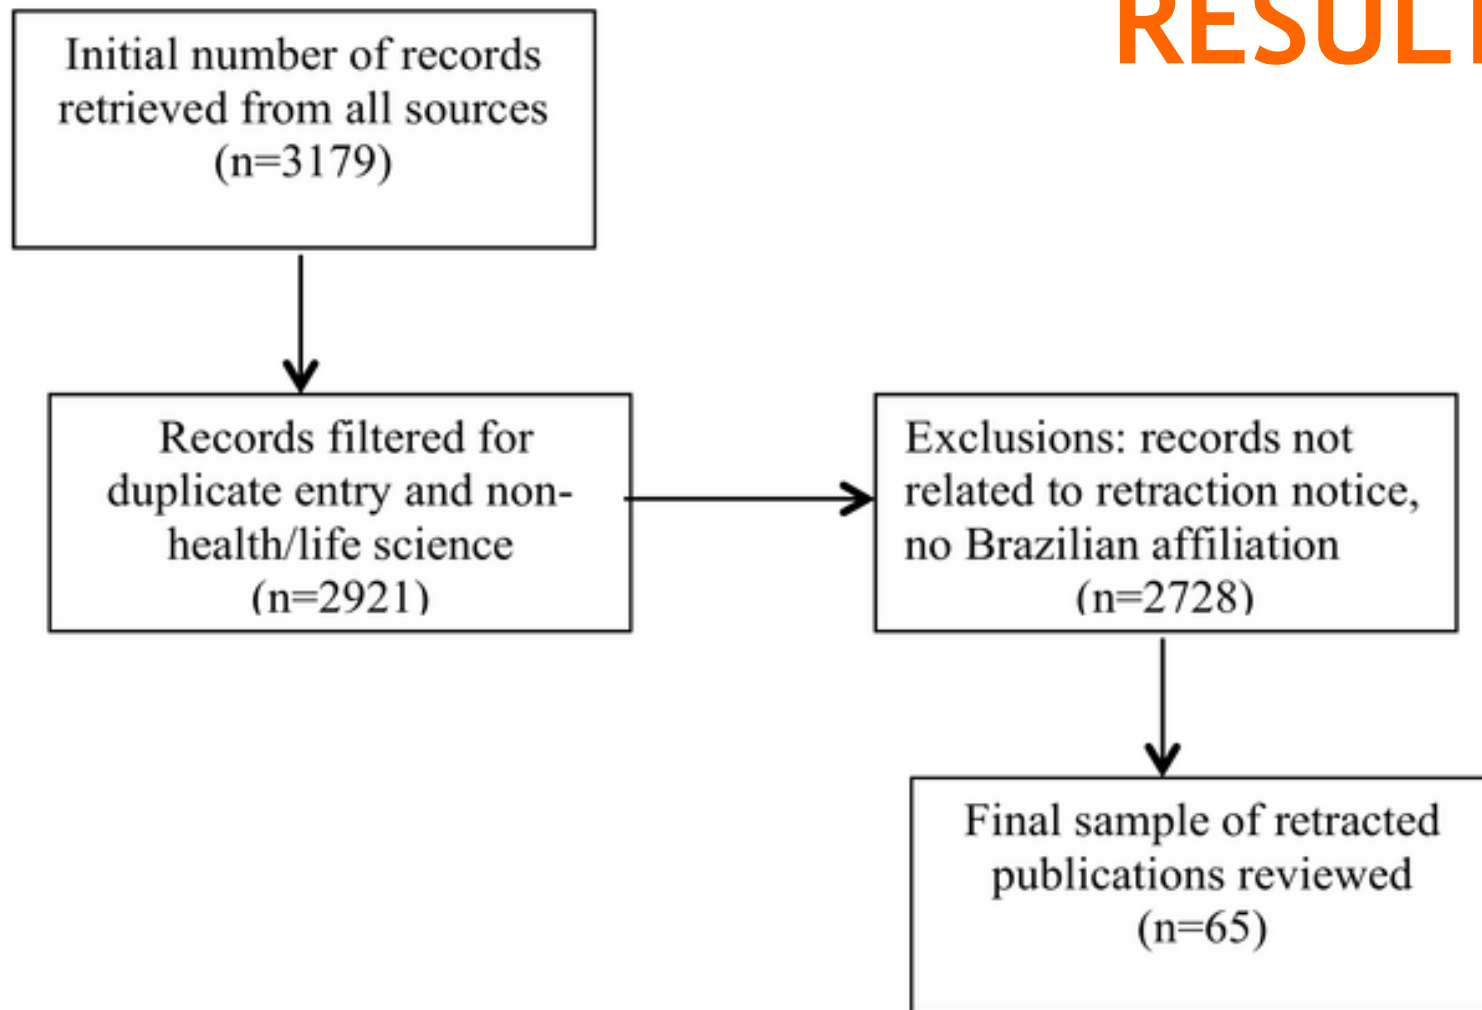 RESULT
Initial number of records
retrieved from all sources
(n=3179)
Records filtered for
duplicate entry and non-
health/life science
(n=2921)
Exclusions: records not
related to retraction notice,
no Brazilian affiliation
(n=2728)
Final sample of retracted
publications reviewed
(n=65)